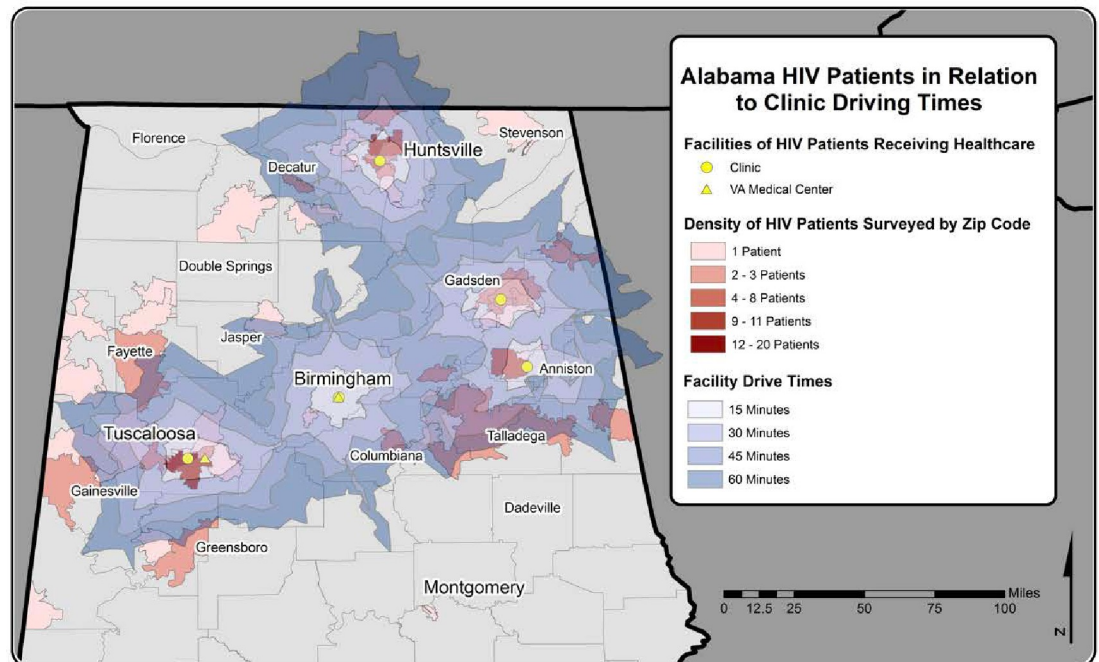 Alabama HIV Patients in Relation
to Clinic Driving Times
Facilities of HIV Patients Receiving Healthcare
Clinic
VA Medical Center
Density of HIV Patients Surveyed by Zip Code
1 Patient
2 - 3 Patients
4 - 8 Patients
9 - 11 Patients
12 - 20 Patients
Facility Drive Times
15 Minutes
30 Minutes
45 Minutes
60 Minutes
Florence
Stevenson
Huntsville
Decatur
Double Springs
Gadsden
Jasper
Fayette
Anniston
Birmingham
Tuscaloosa
Talladega
Columbiana
Gainesville
Dadeville
Greensboro
Montgomery
Miles
0 12.5 25 50 75 100
N